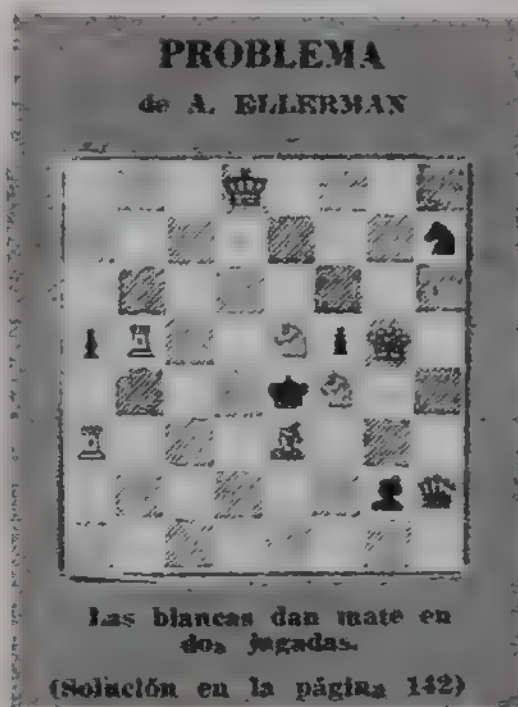 PROBLEMA
de A. ELLERMAN
Las blancas dan mate en
dos jugadas.
(Solución en la página 142)